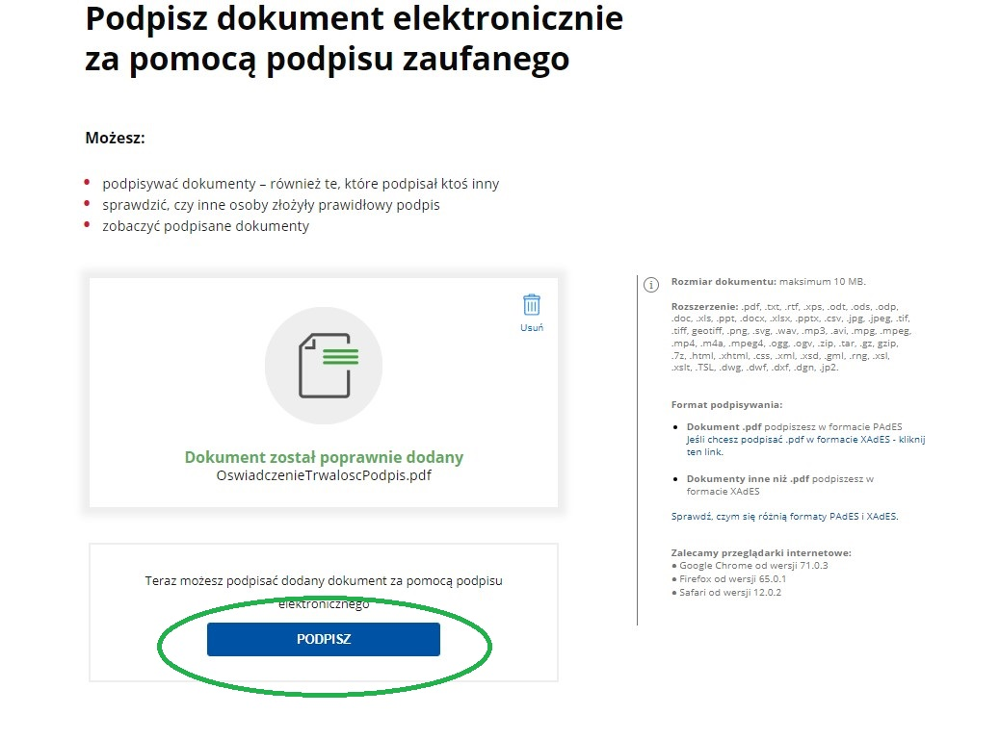 Podpisz dokument elektronicznie
za pomocą podpisu zaufanego
Możesz:
podpisywać dokumenty – również te, które podpisał ktoś inny
sprawdzić, czy inne osoby złożyły prawidłowy podpis
zobaczyć podpisane dokumenty
Usuń
Dokument został poprawnie dodany
OswiadczenieTrwaloscPodpis.pdf
Teraz możesz podpisać dodany dokument za pomocą podpisu
elektronicznego
PODPISZ
Rozmiar dokumentu: maksimum 10 MB.
Rozszerzenie: .pdf, .txt, .rtf, .xps, .odt, .ods, .odp,
.doc, .xls, .ppt, .docx, .xlsx, .pptx, .csv, .jpg, .jpeg, .tif,
.tiff, geotiff, .png, .svg, .wav, .mp3, .avi, .mpg, .mpeg,
.mp4, .m4a, .mpeg4, .ogg, .ogv, .zip, .tar, .gz, gzip,
.7z, .html, .xhtml, .css, .xml, .xsd, .gml, .rng, .xsl,
.xslt, .TSL, .dwg, .dwf, .dxf, .dgn, .jp2.
Format podpisywania:
Dokument .pdf podpiszesz w formacie PAdES
Jeśli chcesz podpisać .pdf w formacie XAdES - kliknij
ten link.
Dokumenty inne niż .pdf podpiszesz w
formacie XAdES
Sprawdź, czym się różnią formaty PAdES i XAdES.
Zalecamy przeglądarki internetowe:
● Google Chrome od wersji 71.0.3
● Firefox od wersji 65.0.1
● Safari od wersji 12.0.2